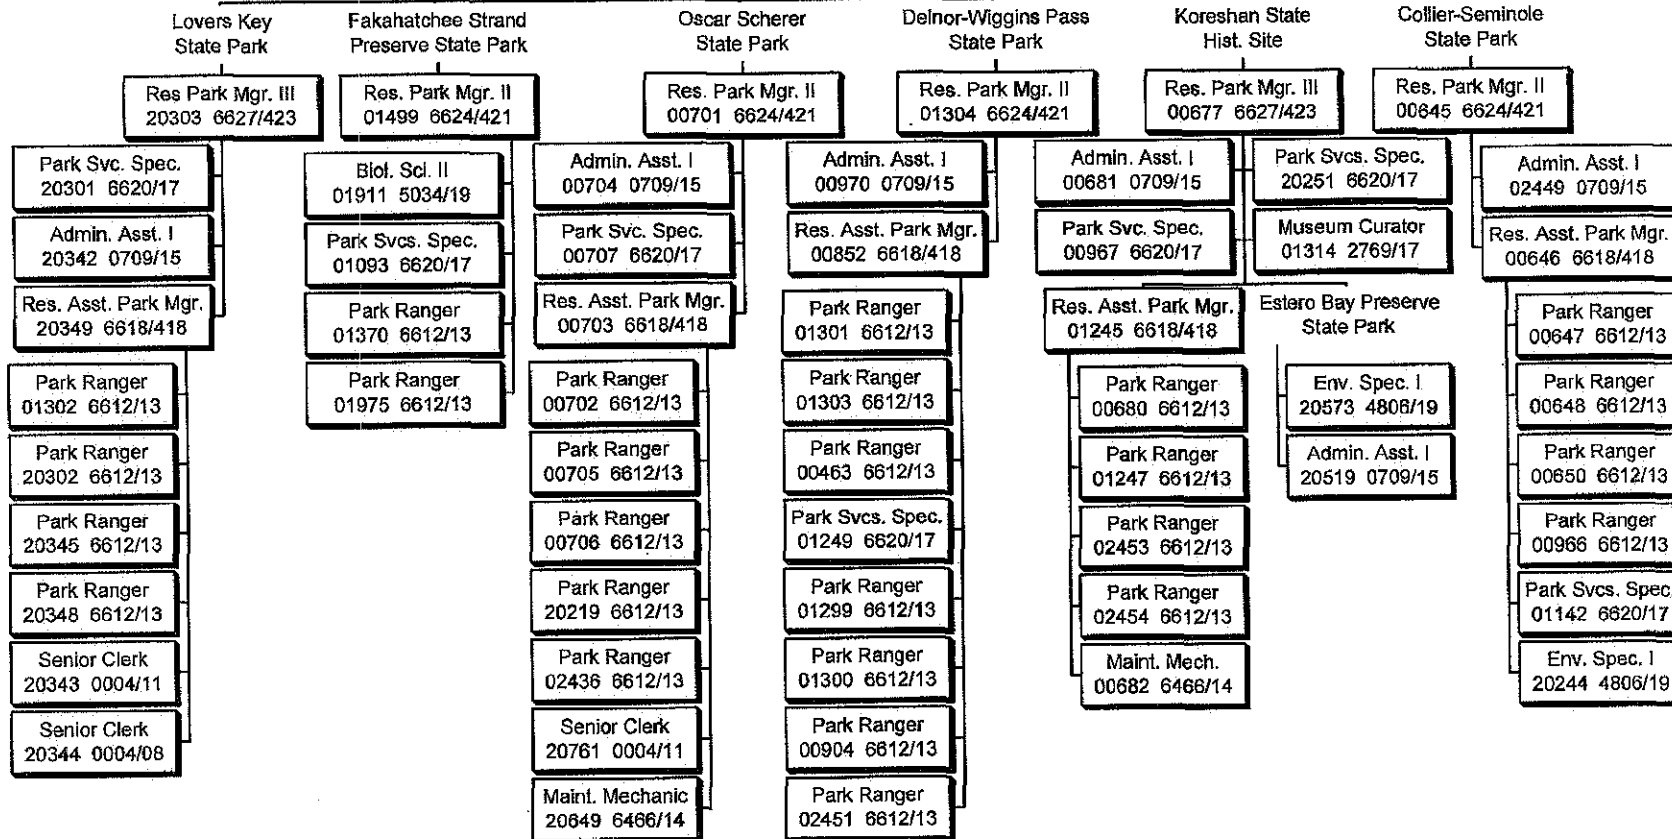 Lovers Key
State Park
Res Park Mgr. III
20303 6627/423
Park Svc. Spec.
20301 6620/17
Admin. Asst. I
20342 0709/15
Res. Asst. Park Mgr.
20349 6618/418
Park Ranger
01302 6612/13
Park Ranger
20302 6612/13
Park Ranger
20345 6612/13
Park Ranger
20348 6612/13
Senior Clerk
20343 0004/11
Senior Clerk
20344 0004/08
Fakahatchee Strand
Preserve State Park
Res. Park Mgr. II
01499 6624/421
Biol. Sci. II
01911 5034/19
Park Svcs. Spec.
01093 6620/17
Park Ranger
01370 6612/13
Park Ranger
01975 6612/13
Oscar Scherer
State Park
Res. Park Mgr. II
00701 6624/421
Admin. Asst. I
00704 0709/15
Park Svc. Spec.
00707 6620/17
Res. Asst. Park Mgr.
00703 6618/418
Park Ranger
00702 6612/13
Park Ranger
00705 6612/13
Park Ranger
00706 6612/13
Park Ranger
20219 6612/13
Park Ranger
02436 6612/13
Senior Clerk
20761 0004/11
Maint. Mechanic
20649 6466/14
Delnor-Wiggins Pass
State Park
Res. Park Mgr. II
01304 6624/421
Admin. Asst. I
00970 0709/15
Res. Asst. Park Mgr.
00852 6618/418
Park Ranger
01301 6612/13
Park Ranger
01303 6612/13
Park Ranger
00463 6612/13
Park Svcs. Spec.
01249 6620/17
Park Ranger
01299 6612/13
Park Ranger
01300 6612/13
Park Ranger
00904 6612/13
Park Ranger
02451 6612/13
Koreshan State
Hist. Site
Res. Park Mgr. III
00677 6627/423
Admin. Asst. I
00681 0709/15
Park Svcs. Spec.
20251 6620/17
Park Svc. Spec.
00967 6620/17
Museum Curator
01314 2769/17
Res. Asst. Park Mgr.
01245 6618/418
Park Ranger
00680 6612/13
Park Ranger
01247 6612/13
Park Ranger
02453 6612/13
Park Ranger
02454 6612/13
Maint. Mech.
00682 6466/14
Estero Bay Preserve
State Park
Env. Spec. I
20573 4806/19
Admin. Asst. I
20519 0709/15
Collier-Seminole
State Park
Res. Park Mgr. II
00645 6624/421
Admin. Asst. I
02449 0709/15
Res. Asst. Park Mgr.
00646 6618/418
Park Ranger
00647 6612/13
Park Ranger
00648 6612/13
Park Ranger
00650 6612/13
Park Ranger
00966 6612/13
Park Svcs. Spec.
01142 6620/17
Env. Spec. I
20244 4806/19